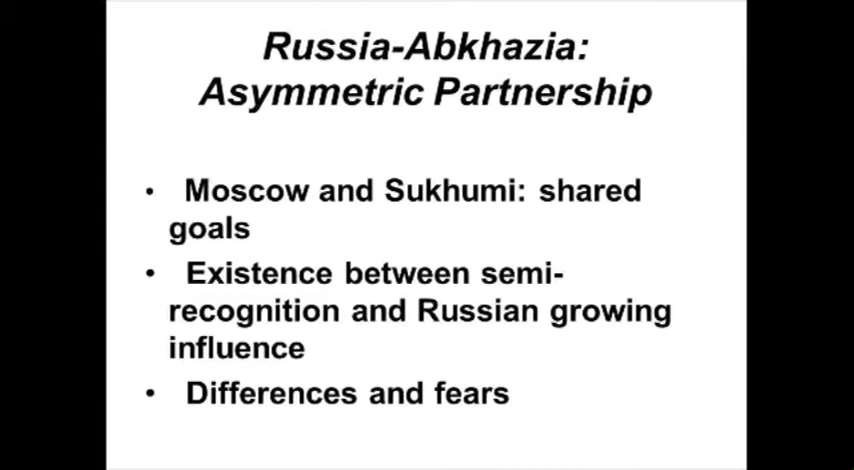 Russia-Abkhazia:
Asymmetric Partnership
• Moscow and Sukhumi: shared
goals
• Existence between semi-
recognition and Russian growing
influence
• Differences and fears